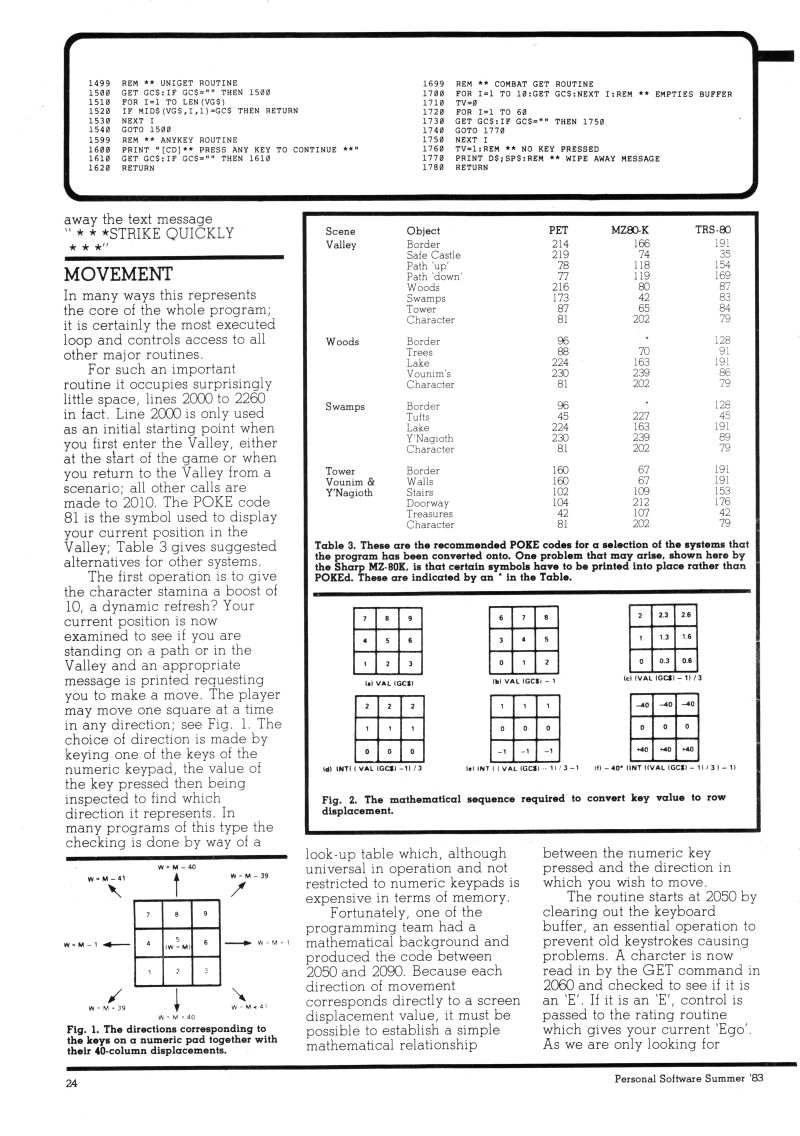 1499 REM ** UNIGET ROUTINE
1500 GET GC$:IF GC$="" THEN 1500
1510 FOR I=1 TO LEN(VG$)
1520 IF MID$(VG$,I,1)=GC$ THEN RETURN
1530 NEXT I
1540 GOTO 1500
1599 REM ** ANYKEY ROUTINE
1600 PRINT "[CD]** PRESS ANY KEY TO CONTINUE **"
1610 GET GC$:IF GC$="" THEN 1610
1620 RETURN
1699 REM ** COMBAT GET ROUTINE
1700 FOR I=1 TO 10:GET GC$:NEXT I:REM ** EMPTIES BUFFER
1710 TV=0
1720 FOR I=1 TO 60
1730 GET GC$:IF GC$="" THEN 1750
1740 GOTO 1770
1750 NEXT I
1760 TV=1:REM ** NO KEY PRESSED
1770 PRINT D$;SP$:REM ** WIPE AWAY MESSAGE
1780 RETURN
away the text message
" * * *STRIKE QUICKLY
* * *"
MOVEMENT
In many ways this represents
the core of the whole program;
it is certainly the most executed
loop and controls access to all
other major routines.
For such an important
routine it occupies surprisingly
little space, lines 2000 to 2260
in fact. Line 2000 is only used
as an initial starting point when
you first enter the Valley, either
at the start of the game or when
you return to the Valley from a
scenario; all other calls are
made to 2010. The POKE code
81 is the symbol used to display
your current position in the
Valley; Table 3 gives suggested
alternatives for other systems.
The first operation is to give
the character stamina a boost of
10, a dynamic refresh? Your
current position is now
examined to see if you are
standing on a path or in the
Valley and an appropriate
message is printed requesting
you to make a move. The player
may move one square at a time
in any direction; see Fig. 1. The
choice of direction is made by
keying one of the keys of the
numeric keypad, the value of
the key pressed then being
inspected to find which
direction it represents. In
many programs of this type the
checking is done by way of a
W = M - 41 W = M - 40 W = M - 39
7 8 9
W = M - 1 4 5 (W = M) 6 W = M + 1
1 2 3
W = M + 39 W = M + 40 W = M + 41
Fig. 1. The directions corresponding to
the keys on a numeric pad together with
their 40-column displacements.
Scene Object PET MZ80-K TRS-80
Valley Border 214 166 191
Safe Castle 219 74 35
Path 'up' 78 118 154
Path 'down' 77 119 169
Woods 216 80 87
Swamps 173 42 83
Tower 87 65 84
Character 81 202 79
Woods Border 96 * 128
Trees 88 70 91
Lake 224 163 191
Vounim's 230 239 86
Character 81 202 79
Swamps Border 96 * 128
Tufts 45 227 45
Lake 224 163 191
Y'Nagioth 230 239 89
Character 81 202 79
Tower Border 160 67 191
Vounim & Walls 160 67 191
Y'Nagioth Stairs 102 109 153
Doorway 104 212 176
Treasures 42 107 42
Character 81 202 79
Table 3. These are the recommended POKE codes for a selection of the systems that
the program has been converted onto. One problem that may arise, shown here by
the Sharp MZ-80K, is that certain symbols have to be printed into place rather than
POKEd. These are indicated by an * in the Table.
7 8 9
4 5 6
1 2 3
(a) VAL (GC$)
6 7 8
3 4 5
0 1 2
(b) VAL (GC$) - 1
2 2.3 2.6
1 1.3 1.6
0 0.3 0.6
(c) (VAL (GC$) - 1) / 3
2 2 2
1 1 1
0 0 0
(d) INT( ( VAL (GC$) -1) / 3
1 1 1
0 0 0
-1 -1 -1
(e) INT ( ( VAL (GC$) - 1) / 3 -1
-40 -40 -40
0 0 0
+40 +40 +40
(f) - 40* (INT ((VAL (GC$) - 1) / 3 ) - 1)
Fig. 2. The mathematical sequence required to convert key value to row
displacement.
look-up table which, although
universal in operation and not
restricted to numeric keypads is
expensive in terms of memory.
Fortunately, one of the
programming team had a
mathematical background and
produced the code between
2050 and 2090. Because each
direction of movement
corresponds directly to a screen
displacement value, it must be
possible to establish a simple
mathematical relationship
between the numeric key
pressed and the direction in
which you wish to move.
The routine starts at 2050 by
clearing out the keyboard
buffer, an essential operation to
prevent old keystrokes causing
problems. A charcter is now
read in by the GET command in
2060 and checked to see if it is
an 'E'. If it is an 'E', control is
passed to the rating routine
which gives your current 'Ego'.
As we are only looking for
24
Personal Software Summer '83